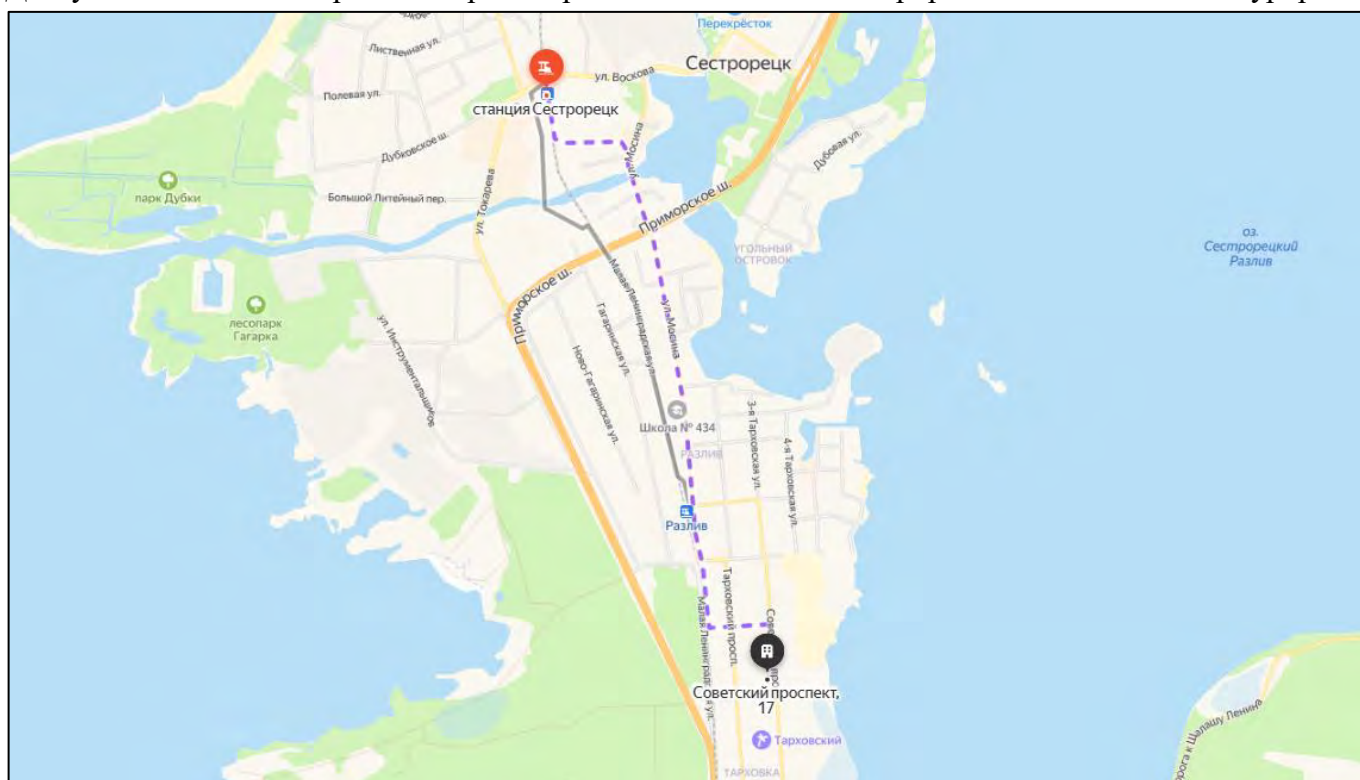 Перекрёсток
Лиственная ул.
Сестрорецк
ул. Воскова
станция Сестрорецк
Полевая ул.
ул. Мосина
Дубковское ш.
Дубовая ул.
парк Дубки
Большой Литейный пер.
ул. Токарева
Приморское ш.
УГОЛЬНЫЙ
ОСТРОВОК
оз.
Сестрорецкий
Разлив
Приморское ш.
Малая Ленинградская ул.
лесопарк
Гагарка
ул. Инструментальщиков
Гагаринская ул.
ул. Мосина
Ново-Гагаринская ул.
Школа № 434
3-я Тарховская ул.
4-я Тарховская ул.
РАЗЛИВ
Разлив
Тарховский просп.
Малая Ленинградская ул.
Советский проспект,
17
Тарховский
ТАРХОВКА